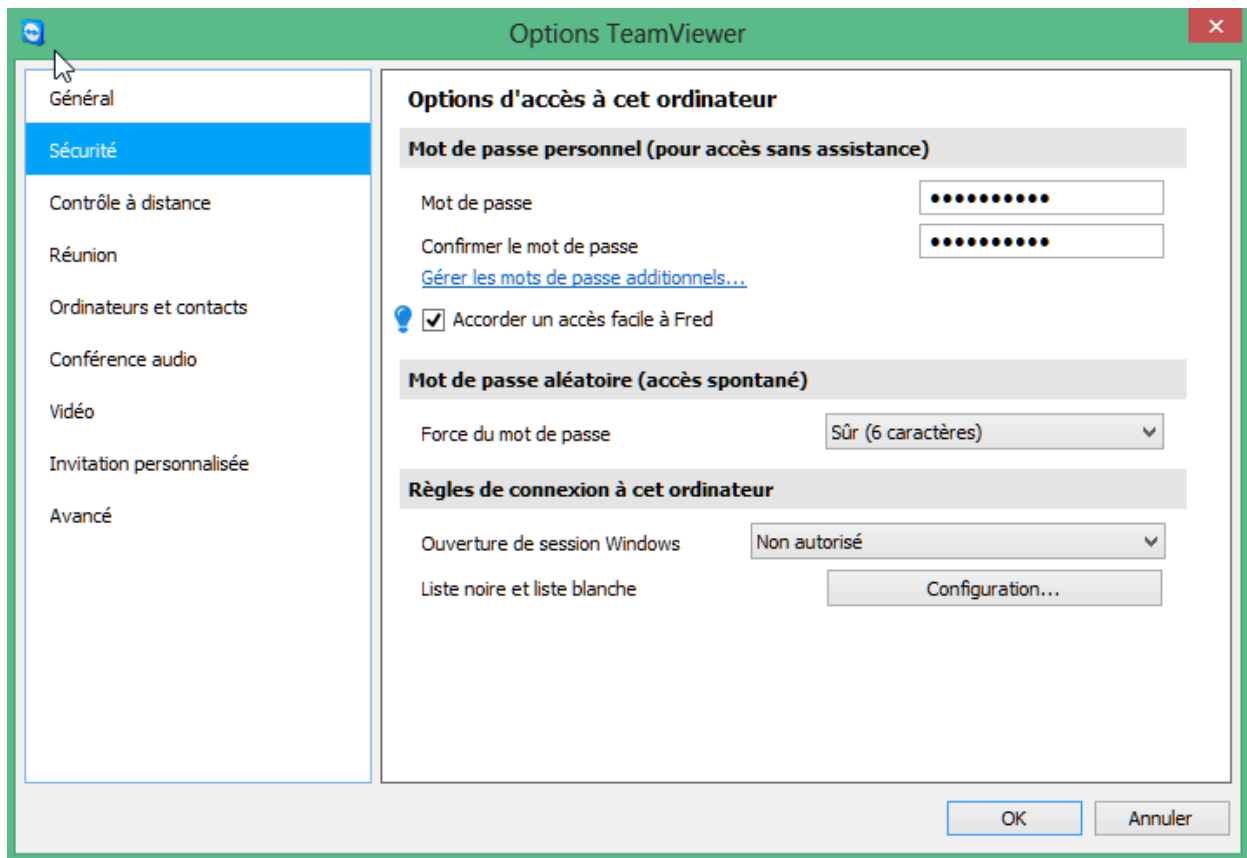 Options TeamViewer
Général
Sécurité
Contrôle à distance
Réunion
Ordinateurs et contacts
Conférence audio
Vidéo
Invitation personnalisée
Avancé
Options d'accès à cet ordinateur
Mot de passe personnel (pour accès sans assistance)
Mot de passe ●●●●●●●●●●
Confirmer le mot de passe ●●●●●●●●●●
Gérer les mots de passe additionnels...
Accorder un accès facile à Fred
Mot de passe aléatoire (accès spontané)
Force du mot de passe Sûr (6 caractères)
Règles de connexion à cet ordinateur
Ouverture de session Windows Non autorisé
Liste noire et liste blanche Configuration...
OK Annuler